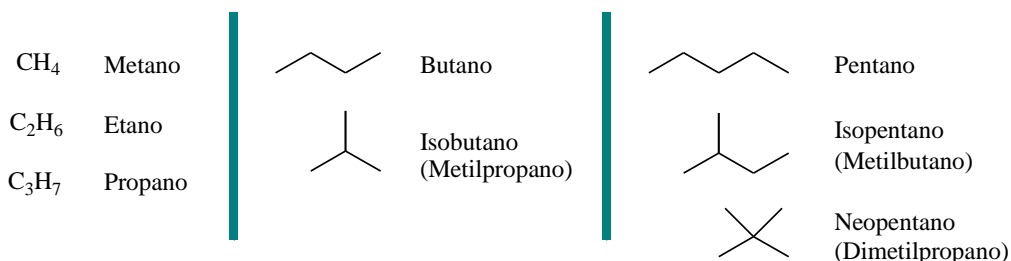 CH4 Metano
C2H6 Etano
C3H7 Propano
Butano
Isobutano
(Metilpropano)
Pentano
Isopentano
(Metilbutano)
Neopentano
(Dimetilpropano)